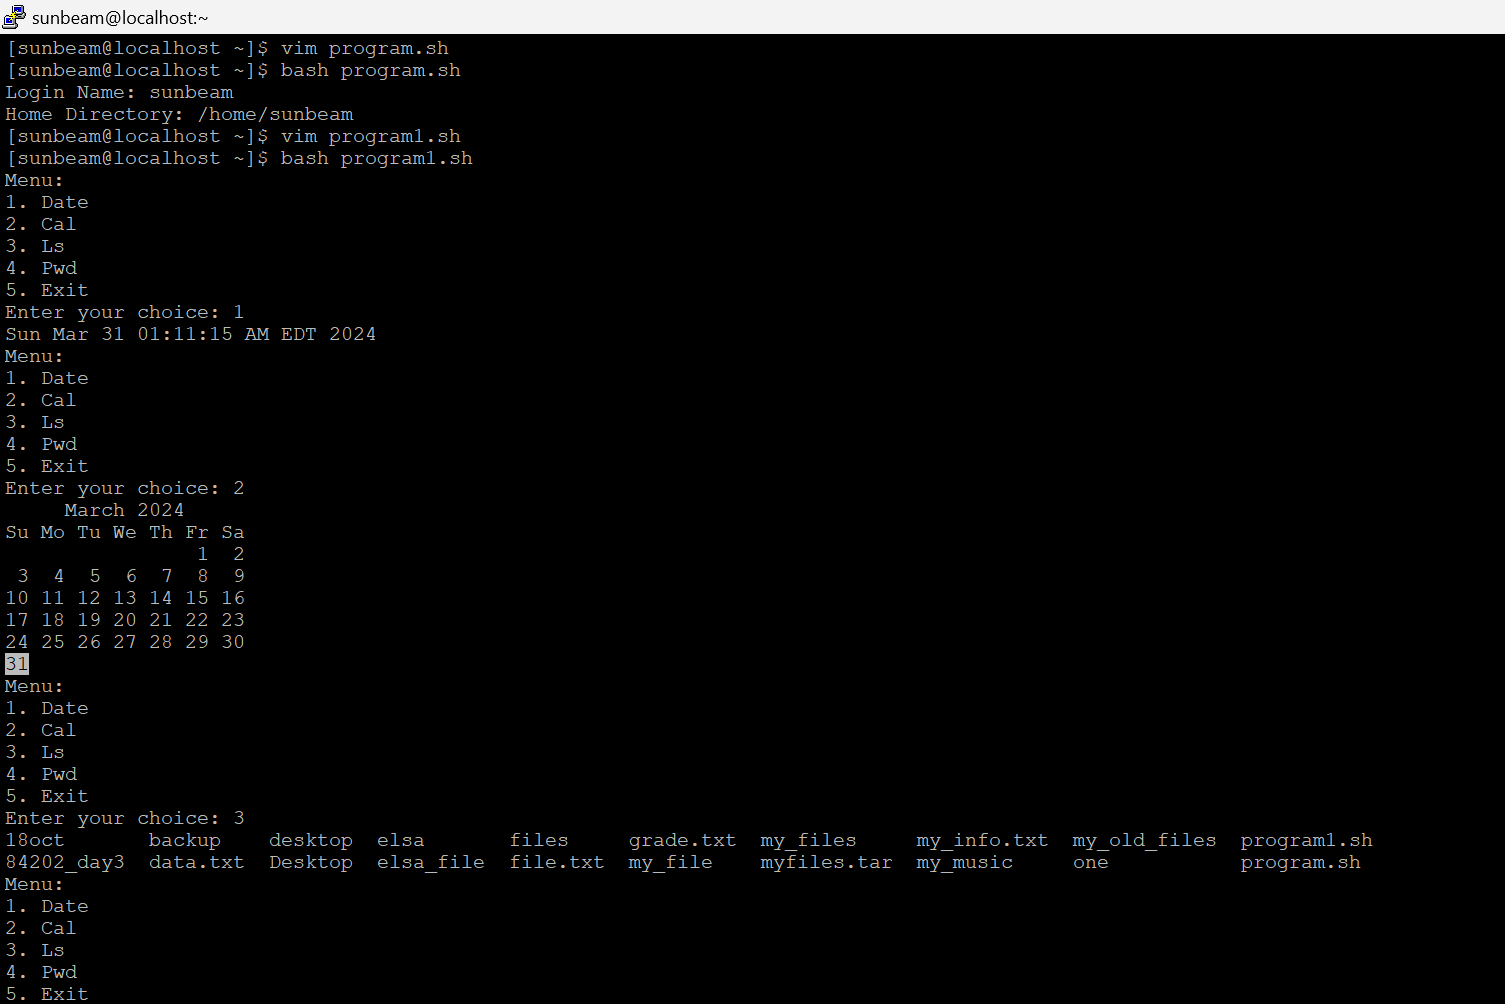 sunbeam@localhost:~
[sunbeam@localhost ~]$ vim program.sh
[sunbeam@localhost ~]$ bash program.sh
Login Name: sunbeam
Home Directory: /home/sunbeam
[sunbeam@localhost ~]$ vim program1.sh
[sunbeam@localhost ~]$ bash program1.sh
Menu:
1. Date
2. Cal
3. Ls
4. Pwd
5. Exit
Enter your choice: 1
Sun Mar 31 01:11:15 AM EDT 2024
Menu:
1. Date
2. Cal
3. Ls
4. Pwd
5. Exit
Enter your choice: 2
     March 2024
Su Mo Tu We Th Fr Sa
                1  2
 3  4  5  6  7  8  9
10 11 12 13 14 15 16
17 18 19 20 21 22 23
24 25 26 27 28 29 30
31
Menu:
1. Date
2. Cal
3. Ls
4. Pwd
5. Exit
Enter your choice: 3
18oct       backup    desktop  elsa       files     grade.txt  my_files     my_info.txt  my_old_files  program1.sh
84202_day3  data.txt  Desktop  elsa_file  file.txt  my_file    myfiles.tar  my_music     one           program.sh
Menu:
1. Date
2. Cal
3. Ls
4. Pwd
5. Exit